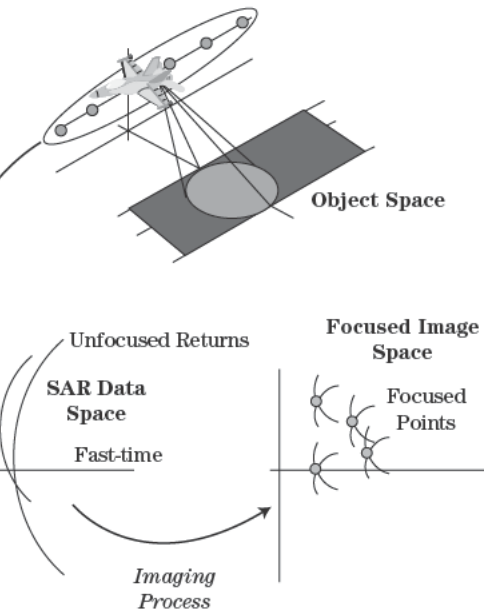 Object Space
Unfocused Returns
SAR Data
Space
Fast-time
Focused Image
Space
Focused
Points
Imaging
Process